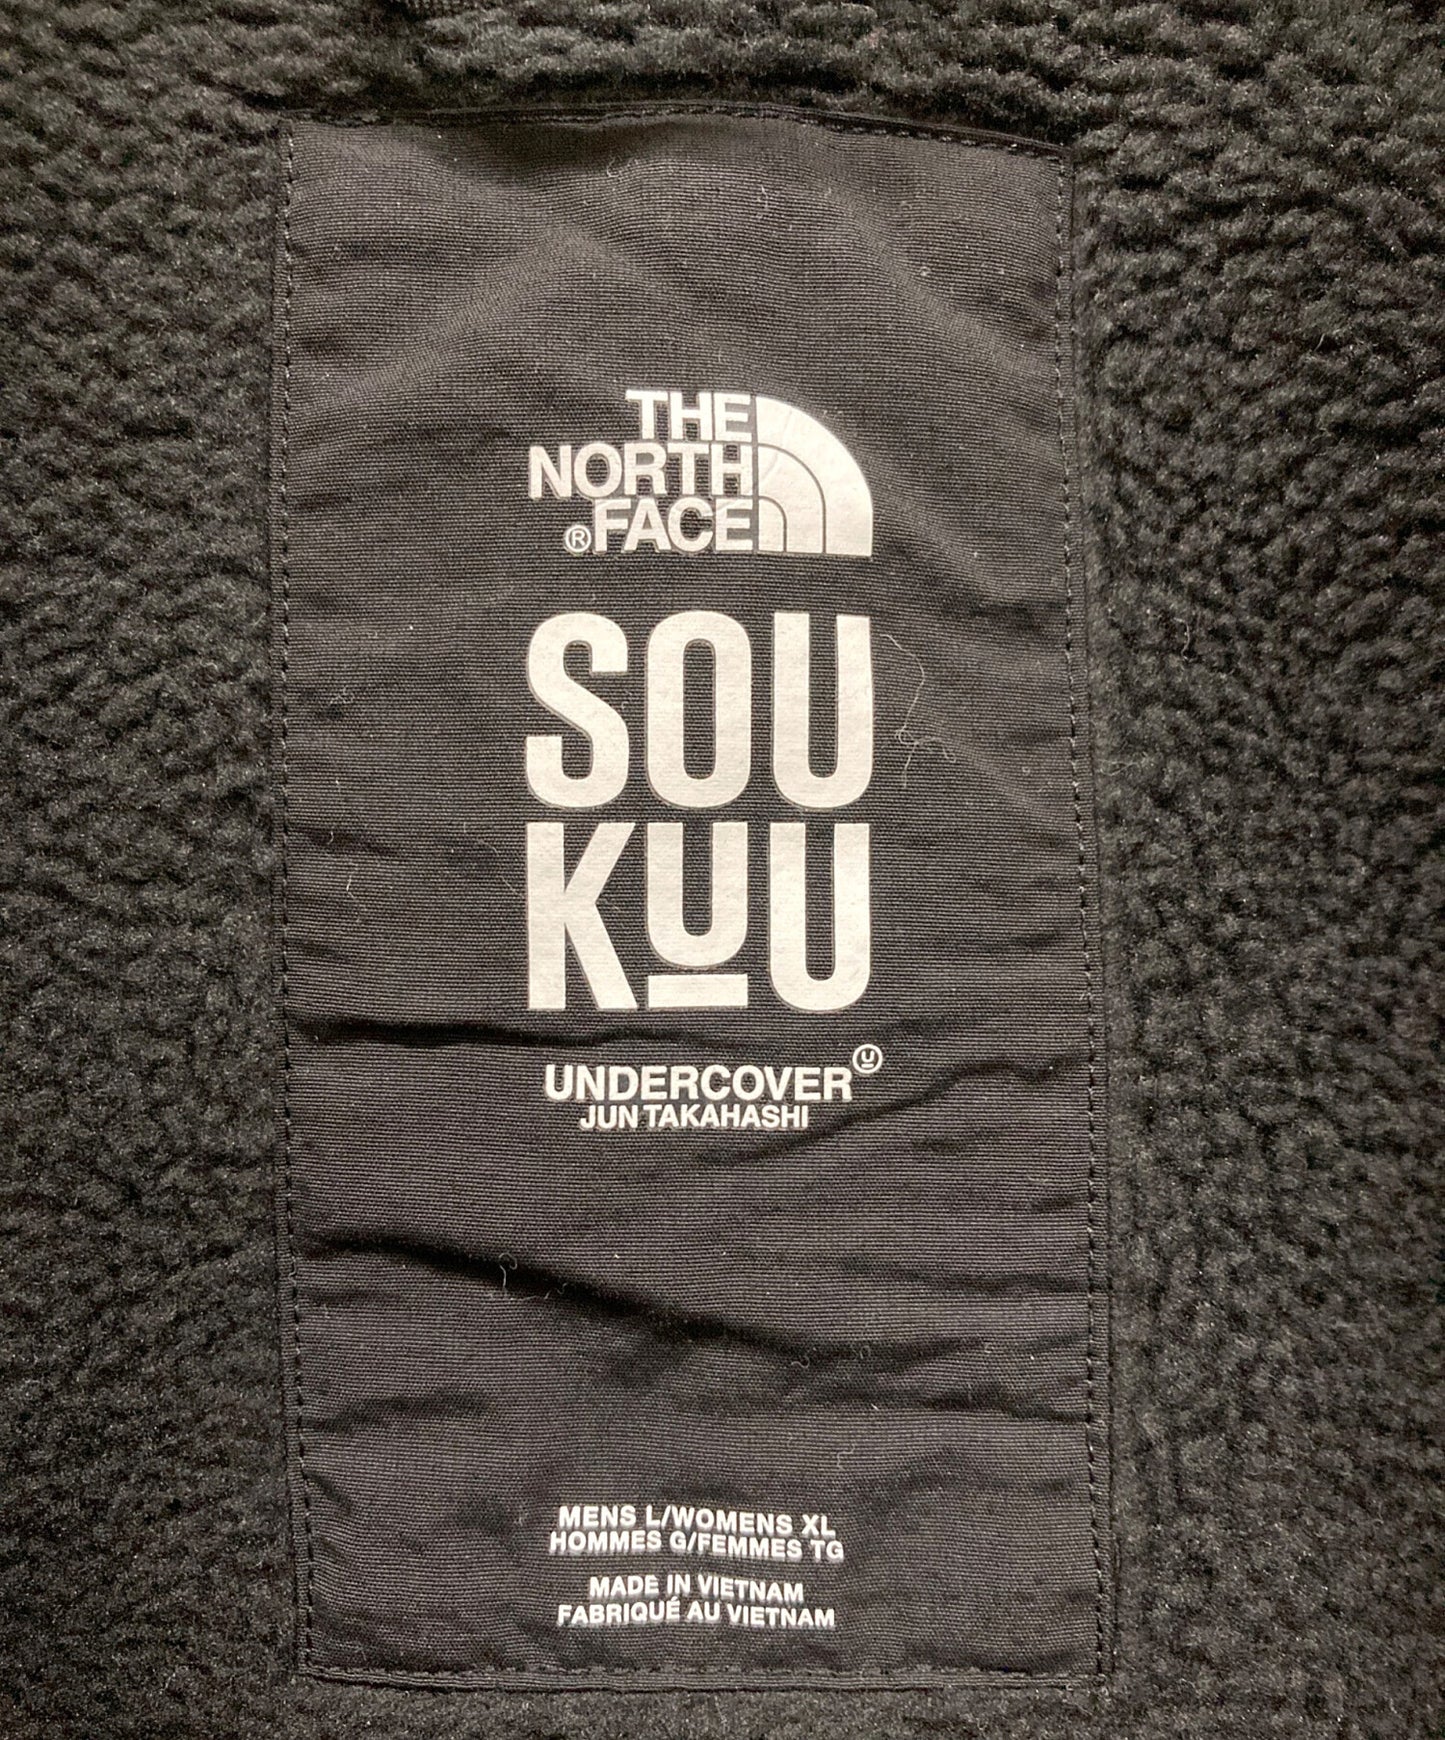 THE
NORTH
®FACE
SOU
KUU
UNDERCOVER
JUN TAKAHASHI
MENS L/WOMENS XL
HOMMES G/FEMMES TG
MADE IN VIETNAM
FABRIQUÉ AU VIETNAM